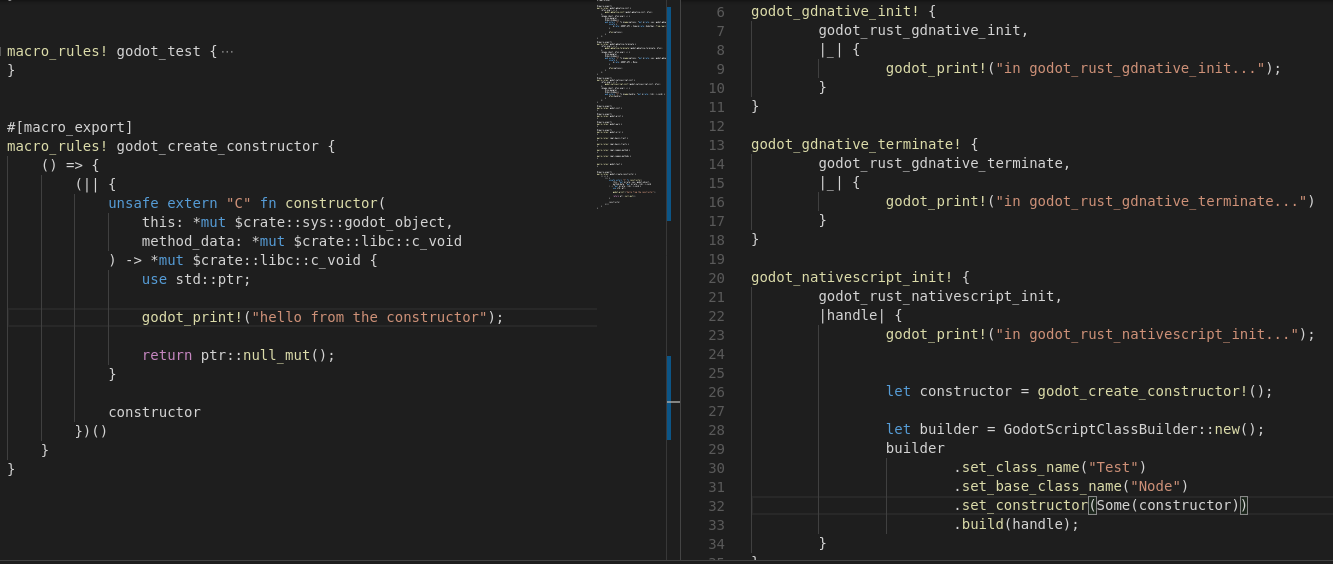 macro_rules! godot_test {···
}
#[macro_export]
macro_rules! godot_create_constructor {
    () => {
        (|| {
            unsafe extern "C" fn constructor(
                this: *mut $crate::sys::godot_object,
                method_data: *mut $crate::libc::c_void
            ) -> *mut $crate::libc::c_void {
                use std::ptr;
                godot_print!("hello from the constructor");
                return ptr::null_mut();
            }
            constructor
        })()
    }
}
6 godot_gdnative_init! {
7         godot_rust_gdnative_init,
8         |_| {
9                 godot_print!("in godot_rust_gdnative_init...");
10         }
11 }
12
13 godot_gdnative_terminate! {
14         godot_rust_gdnative_terminate,
15         |_| {
16                 godot_print!("in godot_rust_gdnative_terminate...")
17         }
18 }
19
20 godot_nativescript_init! {
21         godot_rust_nativescript_init,
22         |handle| {
23                 godot_print!("in godot_rust_nativescript_init...");
24
25
26                 let constructor = godot_create_constructor!();
27
28                 let builder = GodotScriptClassBuilder::new();
29                 builder
30                         .set_class_name("Test")
31                         .set_base_class_name("Node")
32                         .set_constructor(Some(constructor))
33                         .build(handle);
34         }